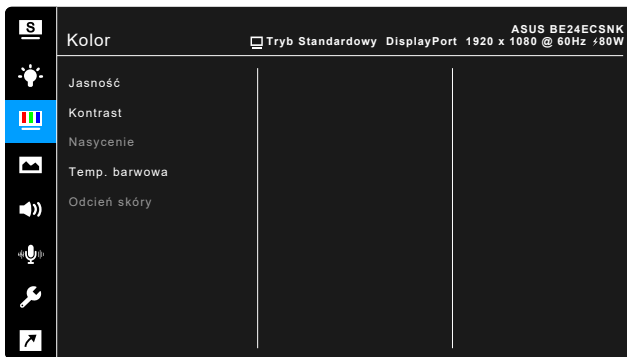 S
ASUS BE24ECSNK
Kolor
Tryb Standardowy DisplayPort 1920 x 1080 @ 60Hz ⚡80W
Jasność
Kontrast
Nasycenie
Temp. barwowa
Odcień skóry